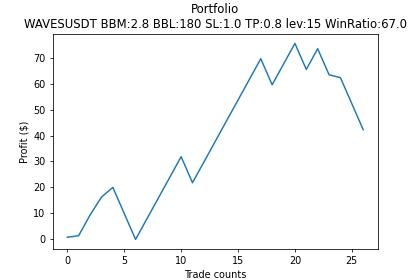 Portfolio
WAVESUSDT BBM:2.8 BBL:180 SL:1.0 TP:0.8 lev:15 WinRatio:67.0
70
60
50
40
30
20
10
0
Profit ($)
0 5 10 15 20 25
Trade counts